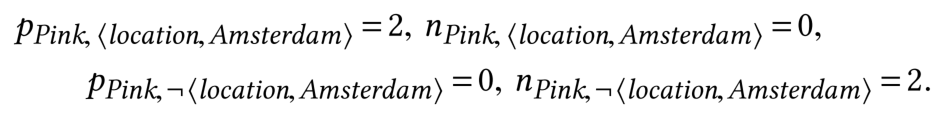 p_{Pink, ⟨location, Amsterdam⟩} = 2, n_{Pink, ⟨location, Amsterdam⟩} = 0,
p_{Pink, ¬⟨location, Amsterdam⟩} = 0, n_{Pink, ¬⟨location, Amsterdam⟩} = 2.